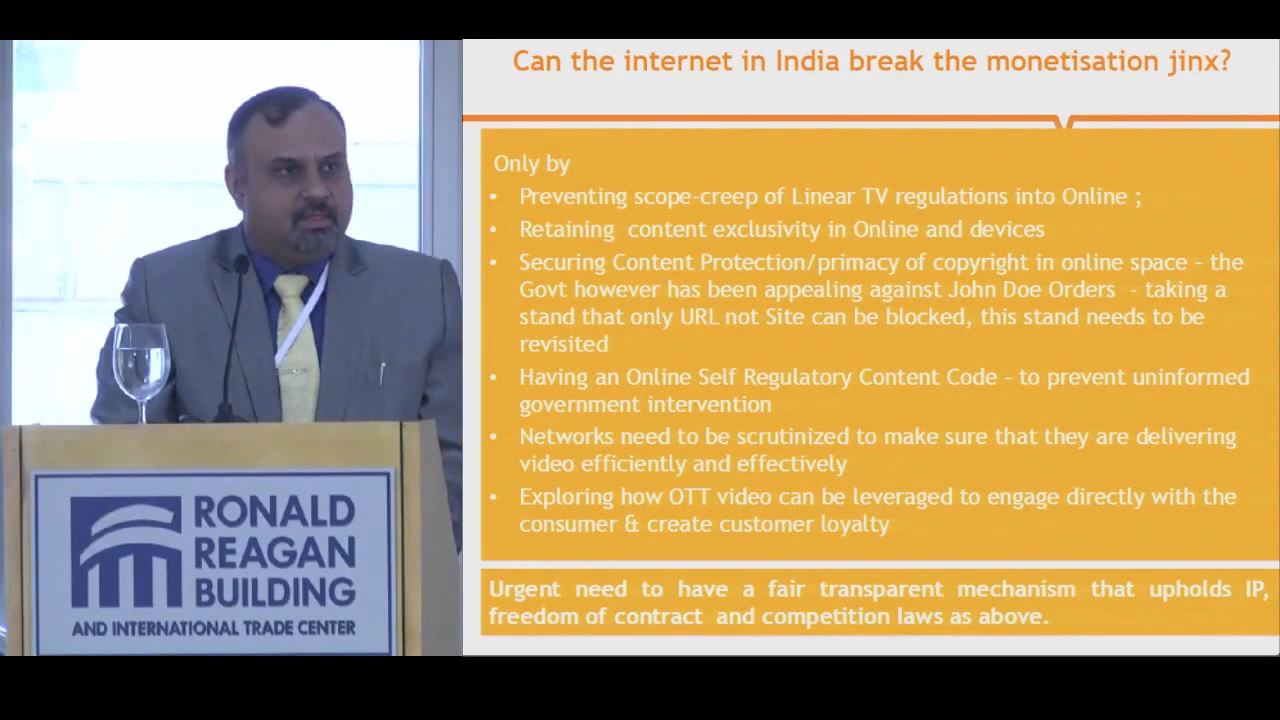 Can the internet in India break the monetisation jinx?
Only by
• Preventing scope-creep of Linear TV regulations into Online ;
• Retaining content exclusivity in Online and devices
• Securing Content Protection/primacy of copyright in online space – the
Govt however has been appealing against John Doe Orders - taking a
stand that only URL not Site can be blocked, this stand needs to be
revisited
• Having an Online Self Regulatory Content Code – to prevent uninformed
government intervention
• Networks need to be scrutinized to make sure that they are delivering
video efficiently and effectively
• Exploring how OTT video can be leveraged to engage directly with the
consumer & create customer loyalty
Urgent need to have a fair transparent mechanism that upholds IP,
freedom of contract and competition laws as above.
RONALD
REAGAN
BUILDING
AND INTERNATIONAL TRADE CENTER